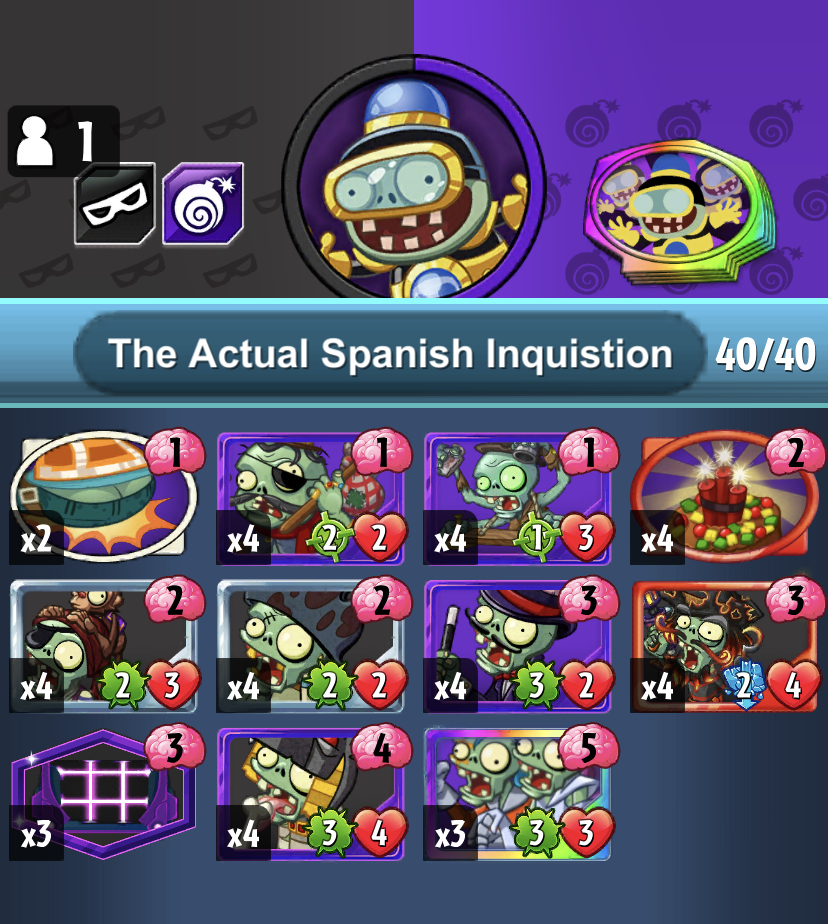 1
The Actual Spanish Inquistion 40/40
1 1 1 2
x2 x4 2 2 x4 1 3 x4
2 2 3 3
x4 2 3 x4 2 2 x4 3 2 x4 2 4
3 4 5
x3 x4 3 4 x3 3 3